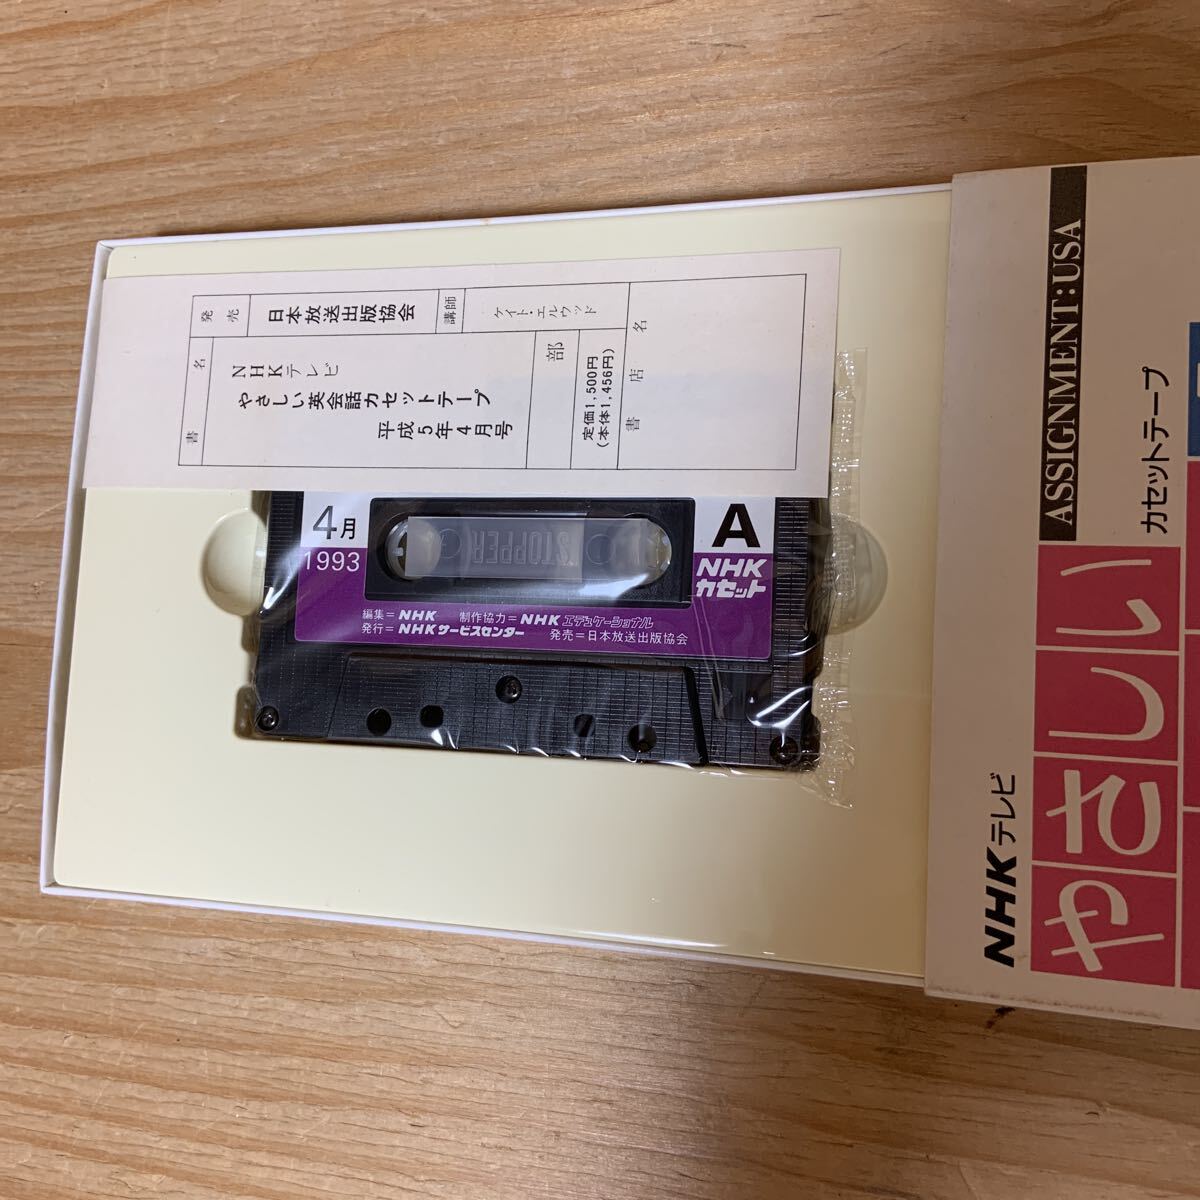 発売
日本放送出版協会
講師
ケイト・エルウッド
書名
NHKテレビ
やさしい英会話カセットテープ
平成5年4月号
部
定価1,500円
(本体1,456円)
書店名
4月
1993
STOPPER
A
NHK
カセット
編集=NHK 制作協力=NHKエデュケーショナル
発行=NHKサービスセンター 発売=日本放送出版協会
ASSIGNMENT:USA
カセットテープ
NHKテレビ
やさしい